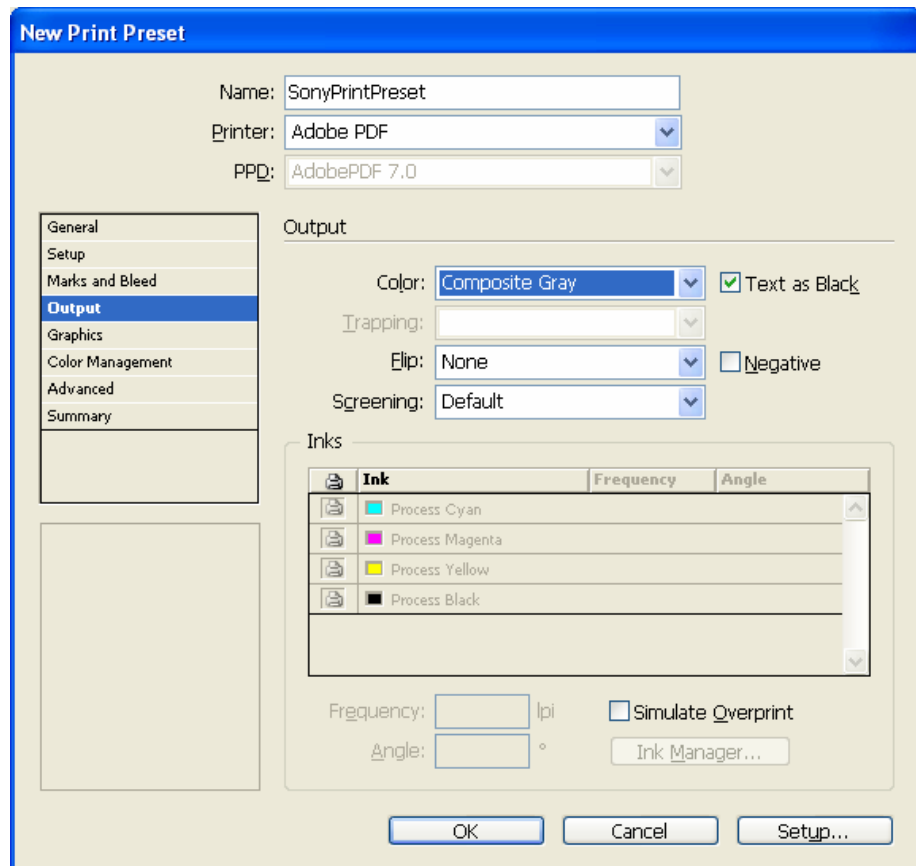 New Print Preset
Name: SonyPrintPreset
Printer: Adobe PDF
PPD: AdobePDF 7.0
General
Setup
Marks and Bleed
Output
Graphics
Color Management
Advanced
Summary
Output
Color: Composite Gray Text as Black
Trapping:
Flip: None Negative
Screening: Default
Inks
Ink Frequency Angle
Process Cyan
Process Magenta
Process Yellow
Process Black
Frequency: lpi Simulate Overprint
Angle: ° Ink Manager...
OK Cancel Setup...